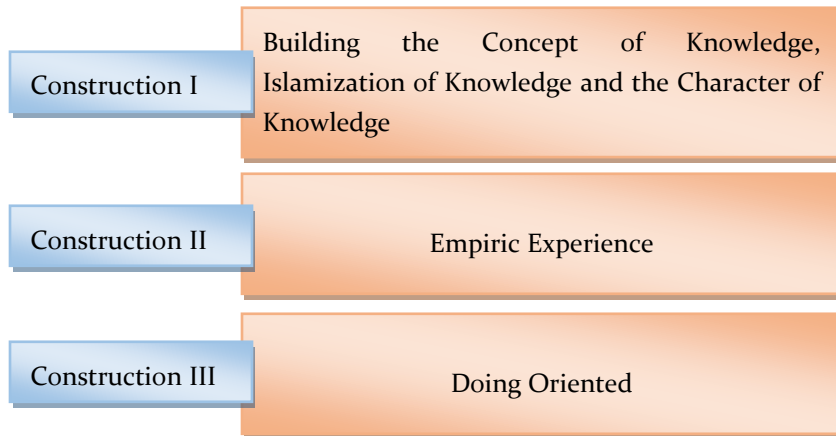 Construction I
Building the Concept of Knowledge,
Islamization of Knowledge and the Character of
Knowledge
Construction II
Empiric Experience
Construction III
Doing Oriented